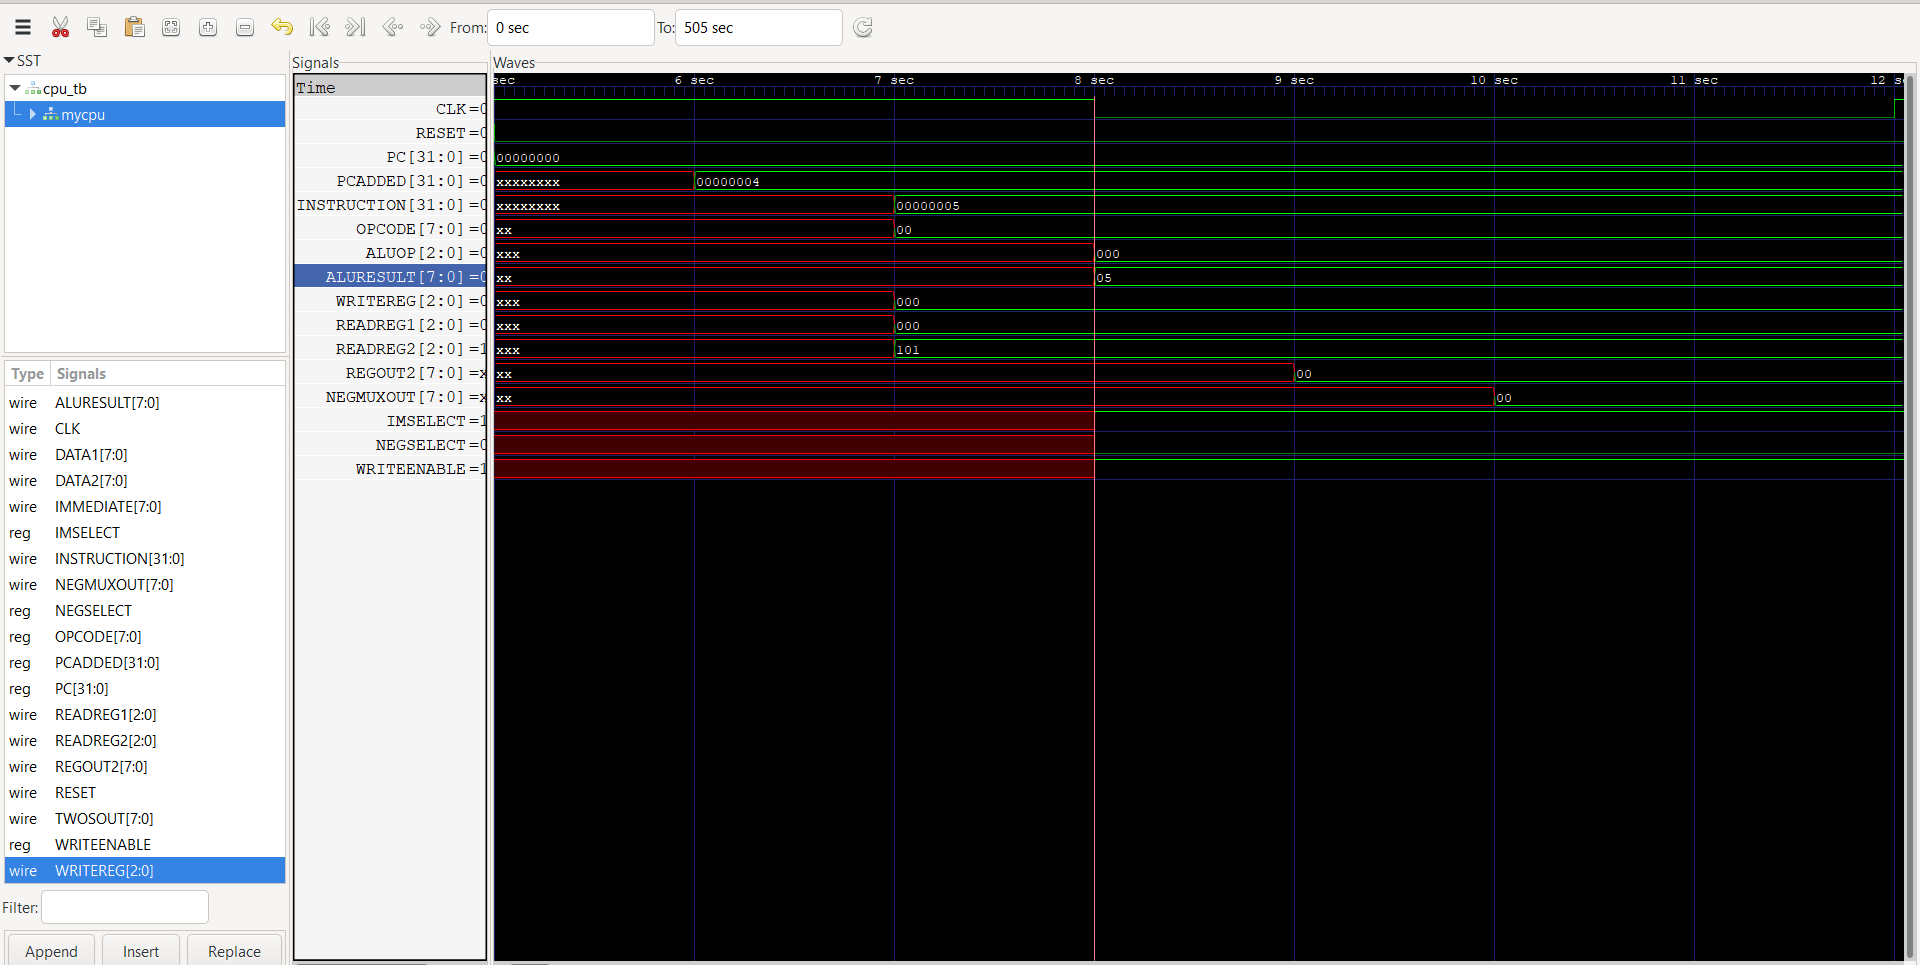 From: 0 sec To: 505 sec
SST
cpu_tb
mycpu
Type Signals
wire ALURESULT[7:0]
wire CLK
wire DATA1[7:0]
wire DATA2[7:0]
wire IMMEDIATE[7:0]
reg IMSELECT
wire INSTRUCTION[31:0]
wire NEGMUXOUT[7:0]
reg NEGSELECT
reg OPCODE[7:0]
reg PCADDED[31:0]
reg PC[31:0]
wire READREG1[2:0]
wire READREG2[2:0]
wire REGOUT2[7:0]
wire RESET
wire TWOSOUT[7:0]
reg WRITEENABLE
wire WRITEREG[2:0]
Filter:
Append Insert Replace
Signals
Time
CLK=0
RESET=0
PC[31:0]=0
PCADDED[31:0]=0
INSTRUCTION[31:0]=0
OPCODE[7:0]=0
ALUOP[2:0]=0
ALURESULT[7:0]=0
WRITEREG[2:0]=0
READREG1[2:0]=0
READREG2[2:0]=1
REGOUT2[7:0]=x
NEGMUXOUT[7:0]=x
IMSELECT=1
NEGSELECT=0
WRITEENABLE=1
Waves
sec 6 sec 7 sec 8 sec 9 sec 10 sec 11 sec 12 s
00000000
xxxxxxxx 00000004
xxxxxxxx 00000005
xx 00
xxx 000
xx 05
xxx 000
xxx 000
xxx 101
xx 00
xx 00